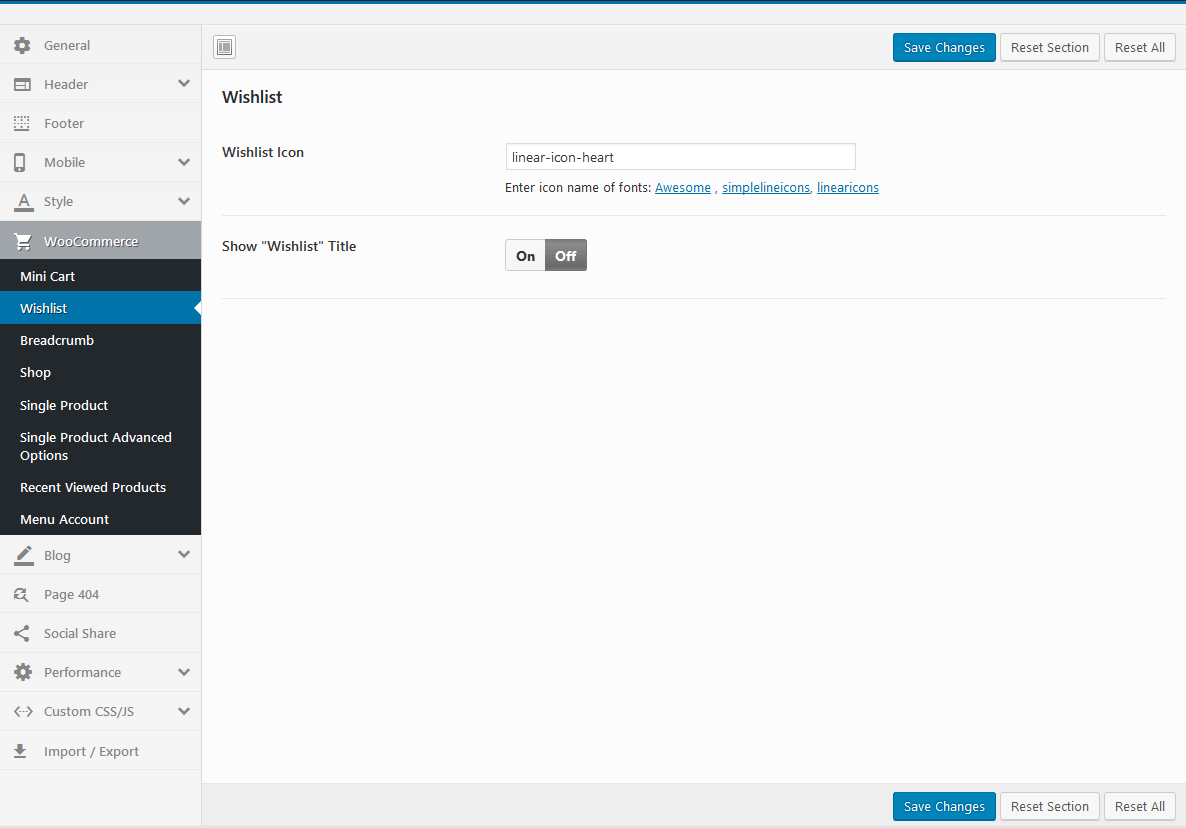 General
Header
Footer
Mobile
Style
WooCommerce
Mini Cart
Wishlist
Breadcrumb
Shop
Single Product
Single Product Advanced
Options
Recent Viewed Products
Menu Account
Blog
Page 404
Social Share
Performance
Custom CSS/JS
Import / Export
Save Changes Reset Section Reset All
Wishlist
Wishlist Icon linear-icon-heart
Enter icon name of fonts: Awesome , simplelineicons, linearicons
Show "Wishlist" Title On Off
Save Changes Reset Section Reset All